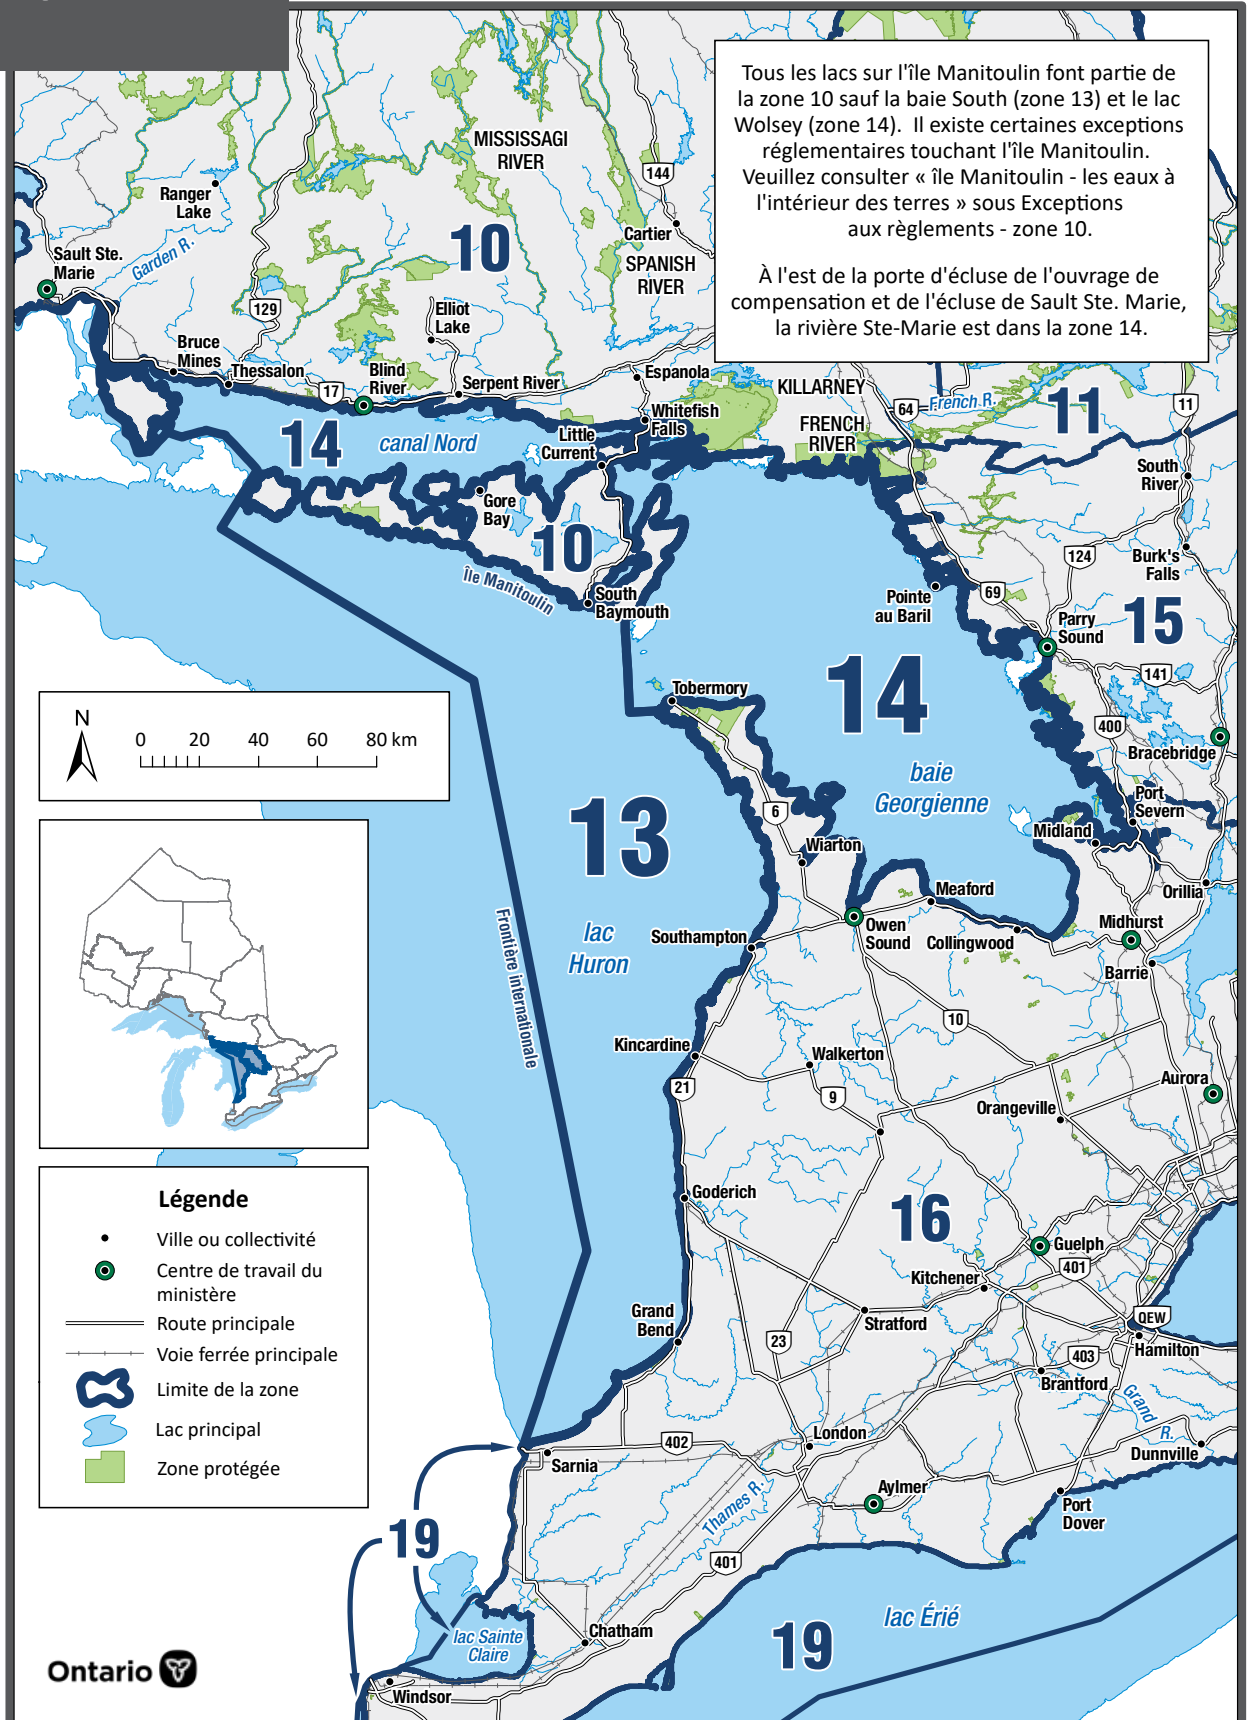 Tous les lacs sur l'île Manitoulin font partie de
la zone 10 sauf la baie South (zone 13) et le lac
Wolsey (zone 14).  Il existe certaines exceptions
réglementaires touchant l'île Manitoulin.
Veuillez consulter « île Manitoulin - les eaux à
l'intérieur des terres » sous Exceptions
aux règlements - zone 10.
À l'est de la porte d'écluse de l'ouvrage de
compensation et de l'écluse de Sault Ste. Marie,
la rivière Ste-Marie est dans la zone 14.
MISSISSAGI
RIVER
144
Ranger
Lake
Cartier
10
Garden R.
Sault Ste.
Marie
SPANISH
RIVER
129
Elliot
Lake
Bruce
Mines
Thessalon
17
Blind
River
Serpent River
Espanola
KILLARNEY
64
French R.
11
11
Whitefish
Falls
FRENCH
RIVER
14
canal Nord
Little
Current
South
River
Gore
Bay
10
124
Burk's
Falls
île Manitoulin
South
Baymouth
Pointe
au Baril
69
Parry
Sound
15
141
14
Tobermory
400
Bracebridge
N
0
20
40
60
80 km
baie
Georgienne
Port
Severn
6
13
Midland
Wiarton
Orillia
Meaford
Owen
Sound
Midhurst
Collingwood
Southampton
lac
Huron
Barrie
Frontière internationale
10
Kincardine
Walkerton
21
9
Aurora
Orangeville
Goderich
16
Guelph
401
Kitchener
Légende
Ville ou collectivité
Centre de travail du
ministère
Route principale
Voie ferrée principale
Limite de la zone
Lac principal
Zone protégée
Grand
Bend
Stratford
23
QEW
Hamilton
403
Brantford
Grand
R.
London
402
Dunnville
Sarnia
Aylmer
Thames R.
Port
Dover
19
401
lac Sainte
Claire
Chatham
lac Érié
19
Windsor
Ontario